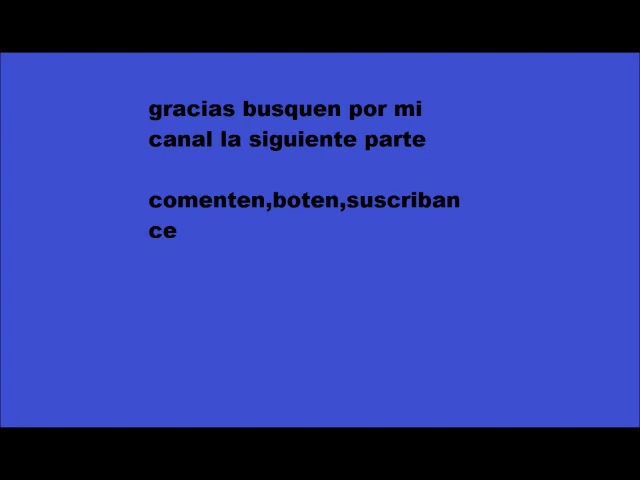 gracias busquen por mi
canal la siguiente parte
comenten,boten,suscriban
ce